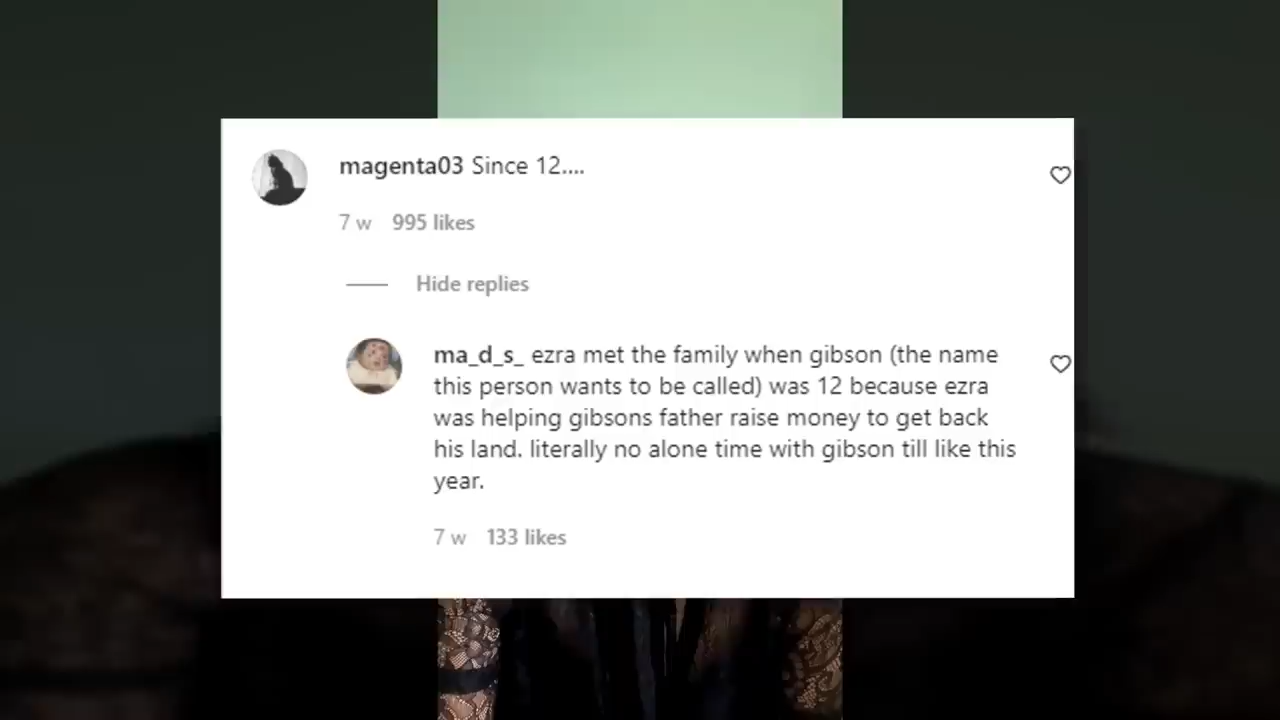 magenta03 Since 12....
7 w 995 likes
Hide replies
ma_d_s_ ezra met the family when gibson (the name
this person wants to be called) was 12 because ezra
was helping gibsons father raise money to get back
his land. literally no alone time with gibson till like this
year.
7 w 133 likes